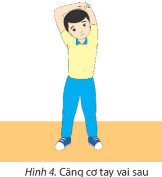 Hình 4. Căng cơ tay vai sau